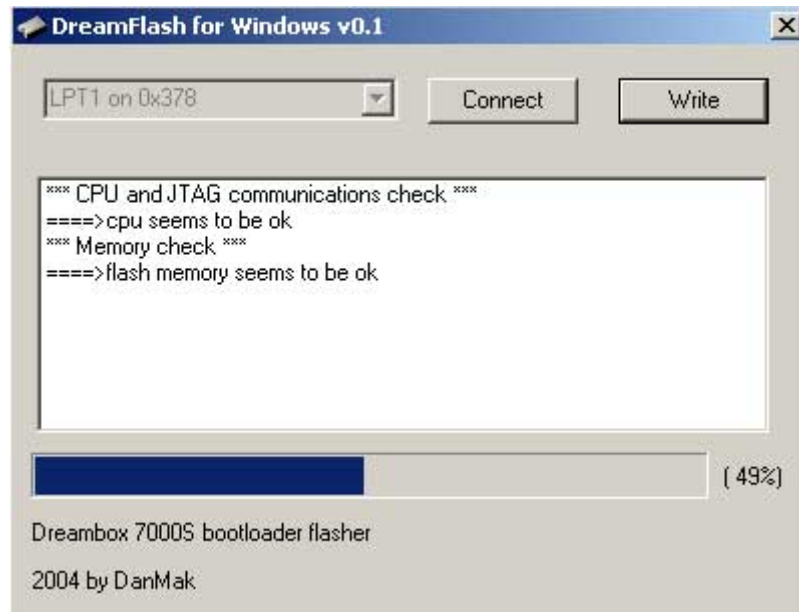 DreamFlash for Windows v0.1
LPT1 on 0x378
Connect
Write
*** CPU and JTAG communications check ***
====>cpu seems to be ok
*** Memory check ***
====>flash memory seems to be ok
( 49%)
Dreambox 7000S bootloader flasher
2004 by DanMak